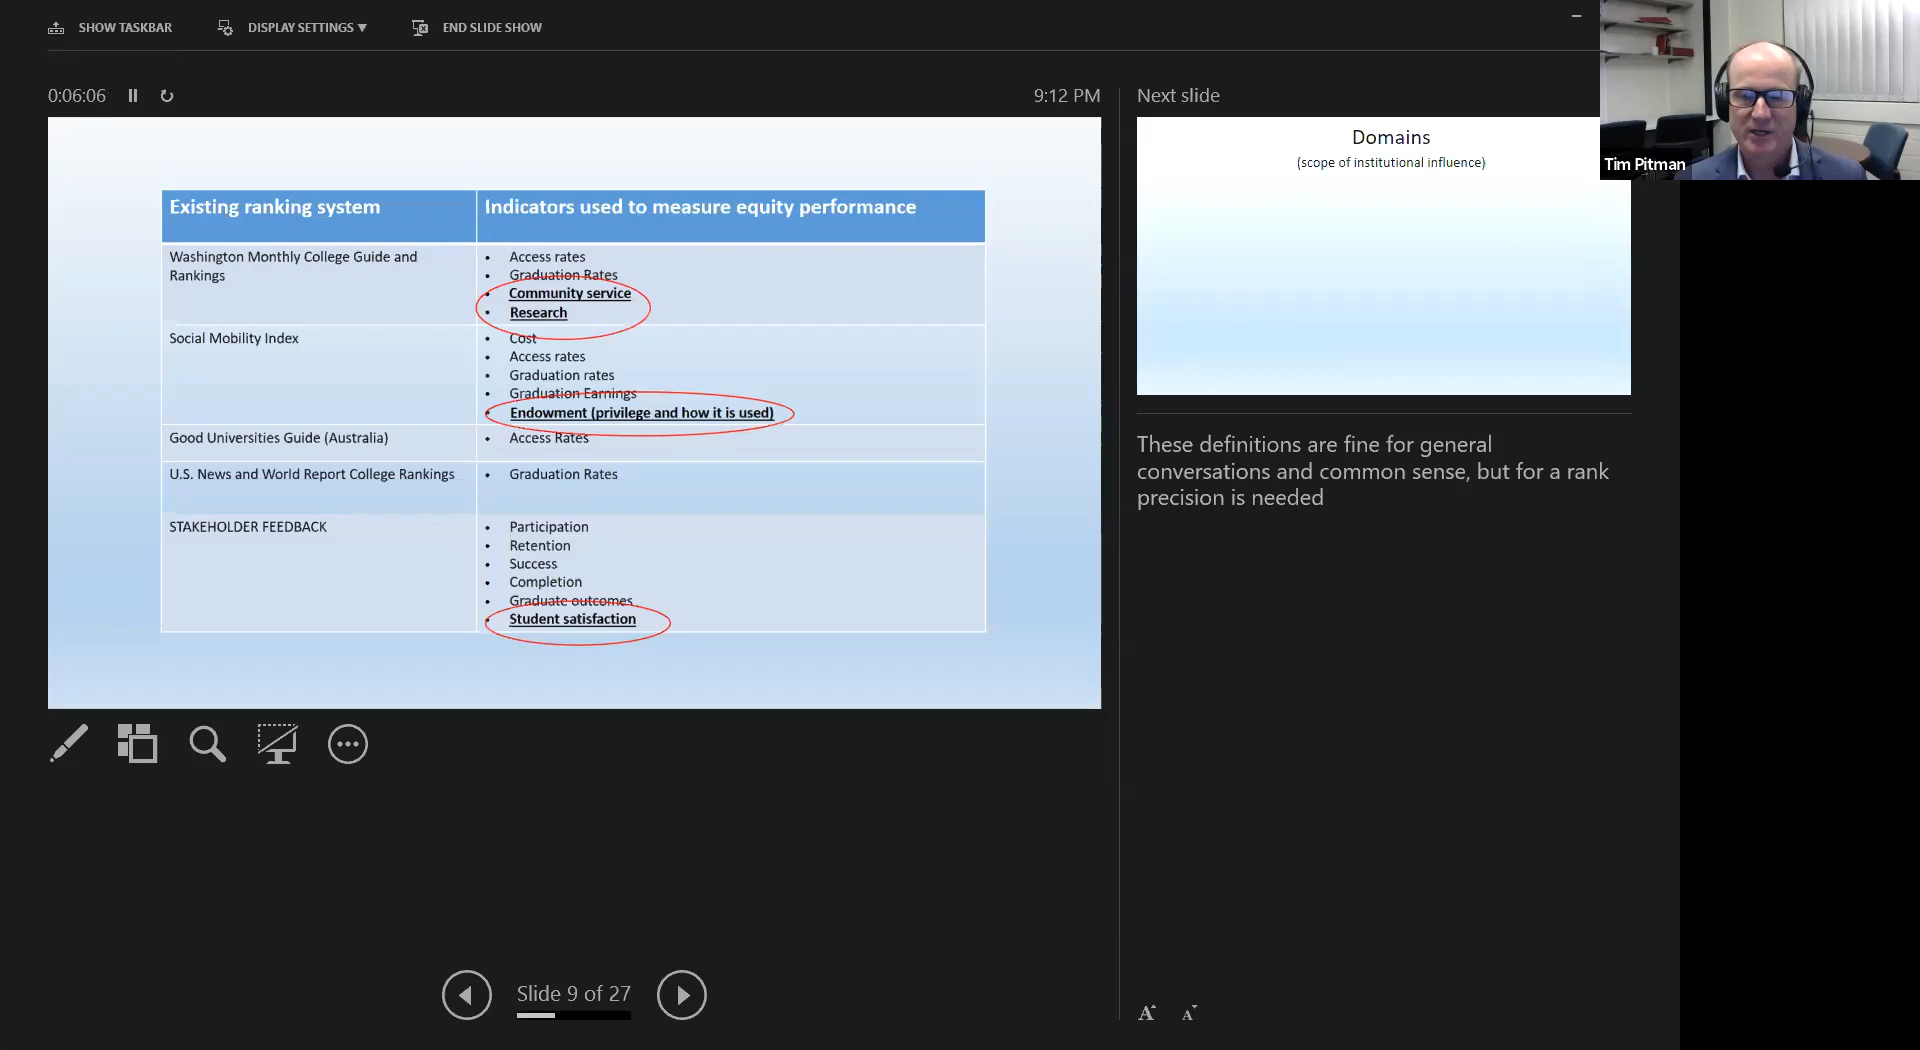 SHOW TASKBAR
DISPLAY SETTINGS
END SLIDE SHOW
0:06:06
9:12 PM
Existing ranking system
Indicators used to measure equity performance
Washington Monthly College Guide and
Rankings
• Access rates
• Graduation Rates
• Community service
• Research
Social Mobility Index
• Cost
• Access rates
• Graduation rates
• Graduation Earnings
• Endowment (privilege and how it is used)
Good Universities Guide (Australia)
• Access Rates
U.S. News and World Report College Rankings
• Graduation Rates
STAKEHOLDER FEEDBACK
• Participation
• Retention
• Success
• Completion
• Graduate outcomes
• Student satisfaction
Slide 9 of 27
Next slide
Domains
(scope of institutional influence)
Tim Pitman
These definitions are fine for general
conversations and common sense, but for a rank
precision is needed
A A